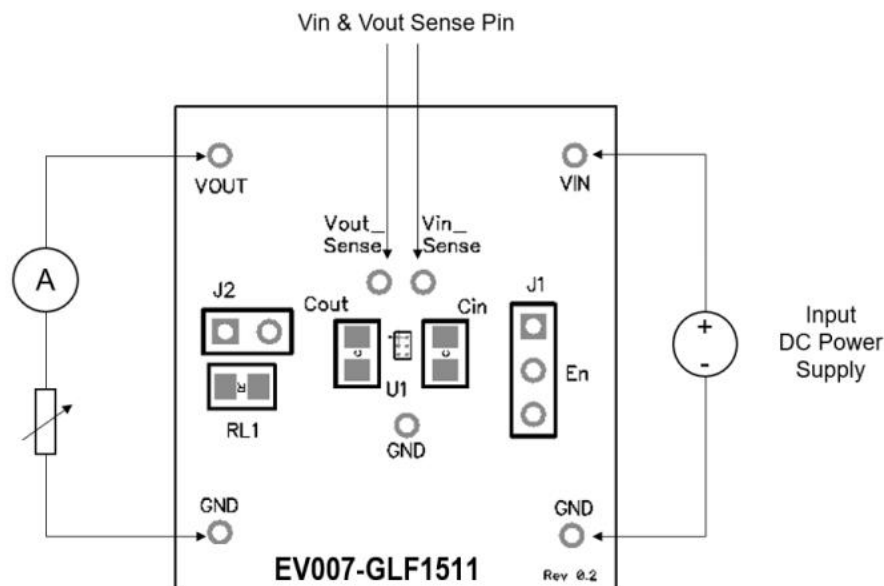 Vin & Vout Sense Pin
VOUT
VIN
Vout_
Sense
Vin_
Sense
A
J2
J1
Cout
Cin
C
C
+
-
Input
DC Power
Supply
En
R
U1
RL1
GND
GND
GND
EV007-GLF1511
Rev 0.2